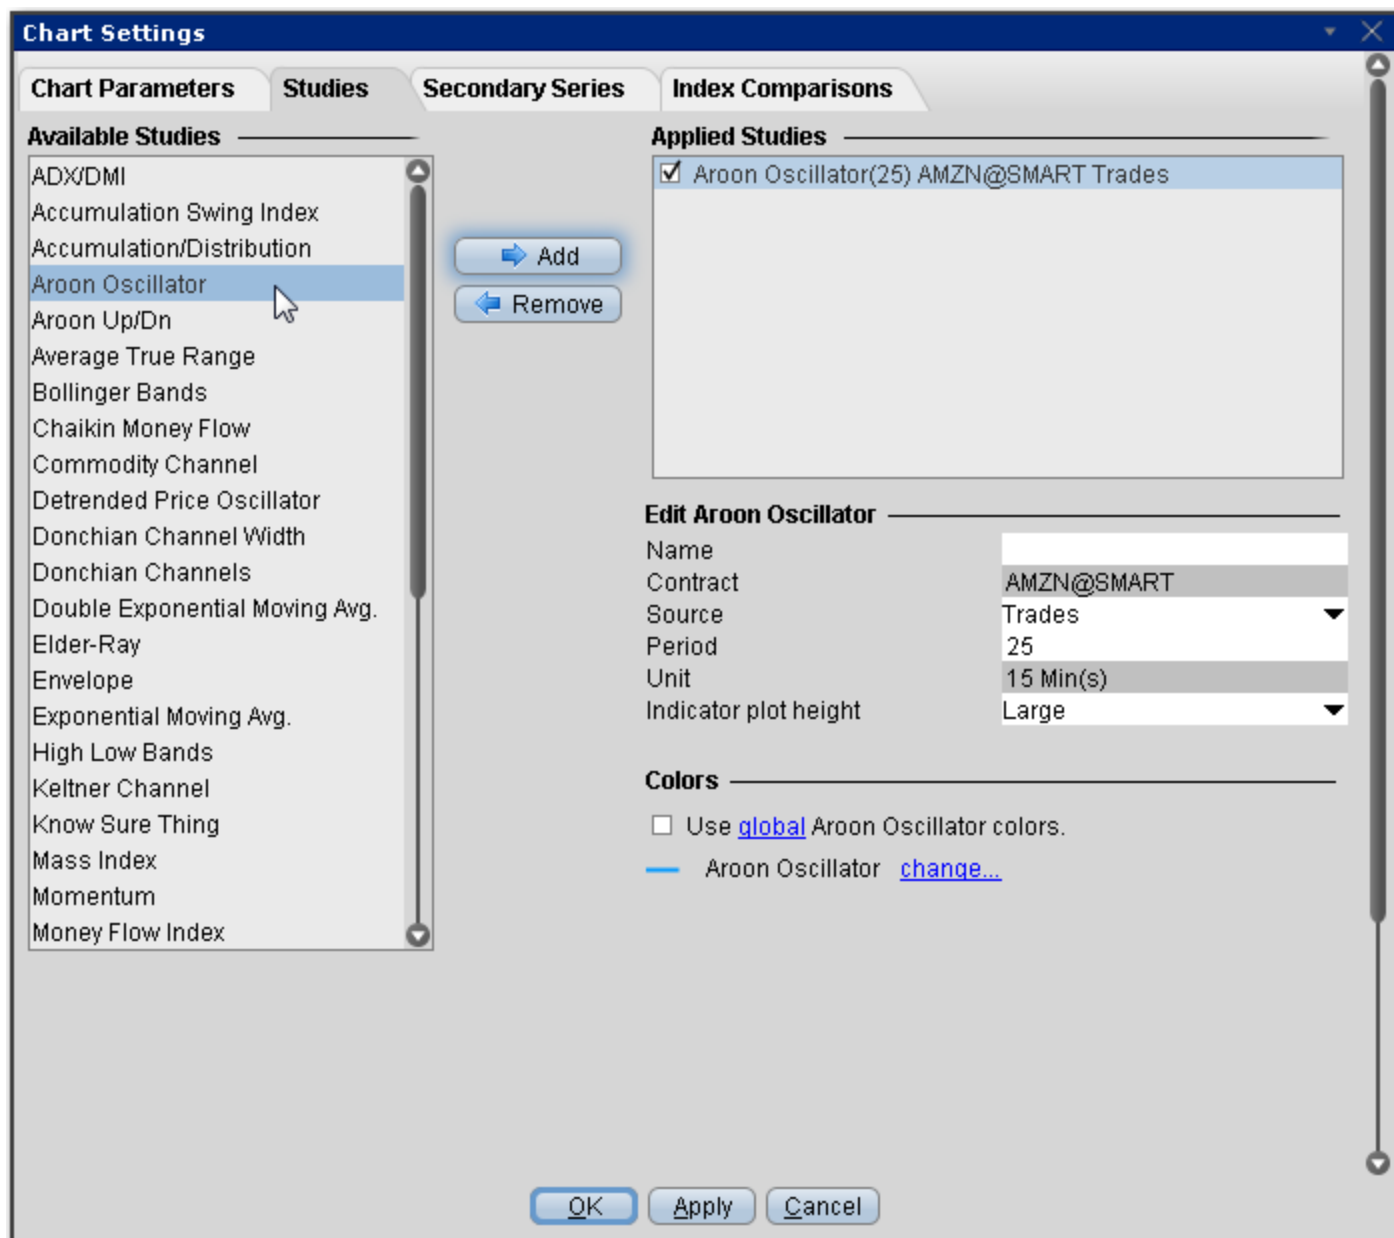 Chart Settings
Chart Parameters Studies Secondary Series Index Comparisons
Available Studies
ADX/DMI
Accumulation Swing Index
Accumulation/Distribution
Aroon Oscillator
Aroon Up/Dn
Average True Range
Bollinger Bands
Chaikin Money Flow
Commodity Channel
Detrended Price Oscillator
Donchian Channel Width
Donchian Channels
Double Exponential Moving Avg.
Elder-Ray
Envelope
Exponential Moving Avg.
High Low Bands
Keltner Channel
Know Sure Thing
Mass Index
Momentum
Money Flow Index
Add
Remove
Applied Studies
Aroon Oscillator(25) AMZN@SMART Trades
Edit Aroon Oscillator
Name
Contract AMZN@SMART
Source Trades
Period 25
Unit 15 Min(s)
Indicator plot height Large
Colors
Use global Aroon Oscillator colors.
Aroon Oscillator change...
OK Apply Cancel